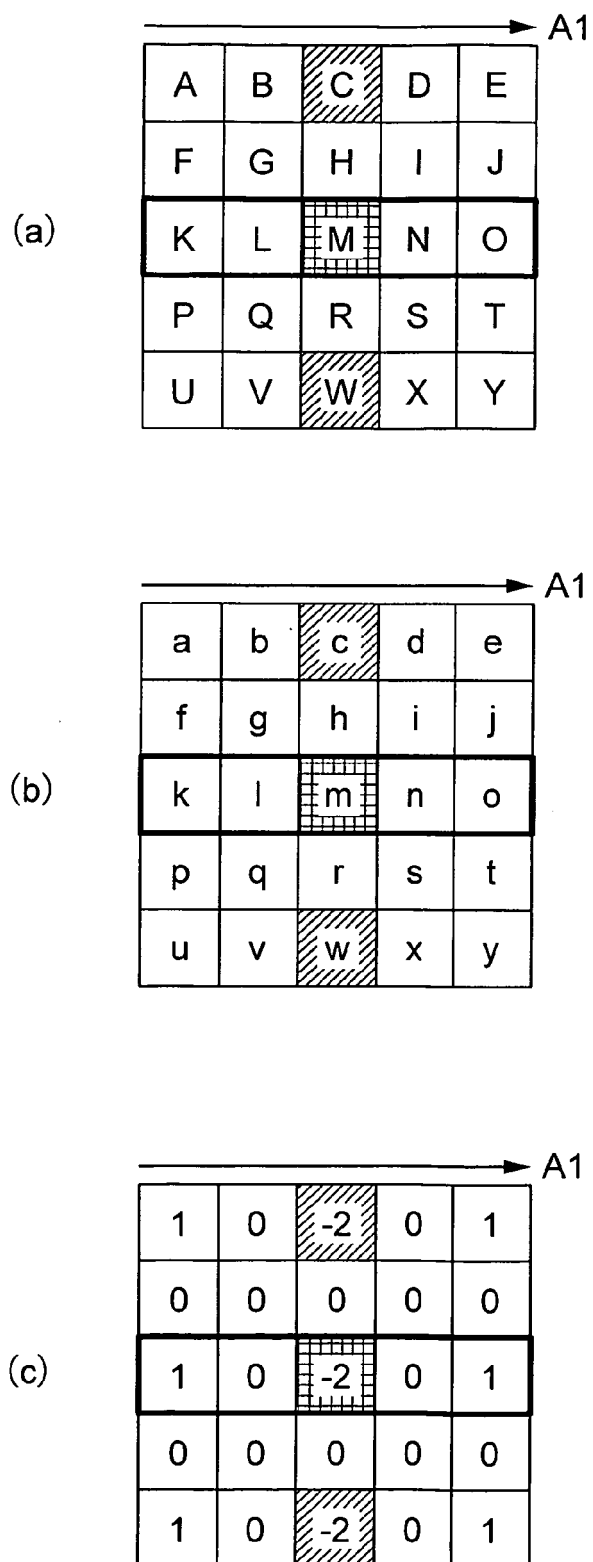 A1
A B C D E
F G H I J
(a) K L M N O
P Q R S T
U V W X Y
A1
a b c d e
f g h i j
(b) k l m n o
p q r s t
u v w x y
A1
1 0 -2 0 1
0 0 0 0 0
(c) 1 0 -2 0 1
0 0 0 0 0
1 0 -2 0 1